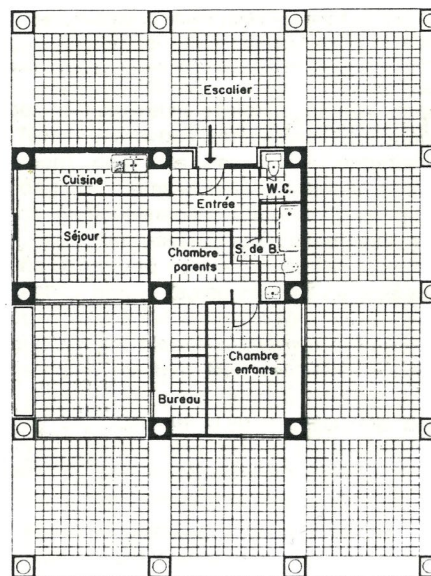 Escalier
Cuisine
W.C.
Entrée
Séjour
S. de B.
Chambre
parents
Chambre
enfants
Bureau